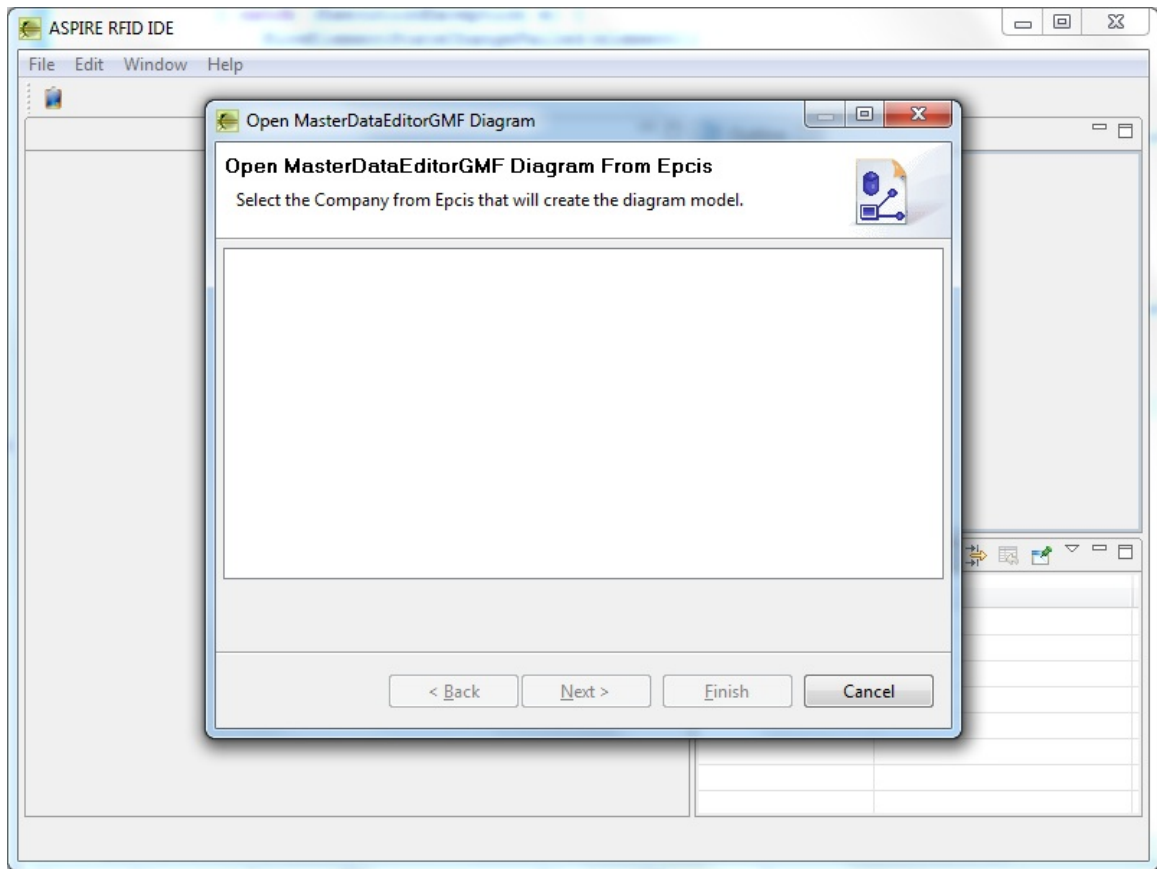 ASPIRE RFID IDE
File Edit Window Help
Open MasterDataEditorGMF Diagram
Open MasterDataEditorGMF Diagram From Epcis
Select the Company from Epcis that will create the diagram model.
< Back Next > Finish Cancel